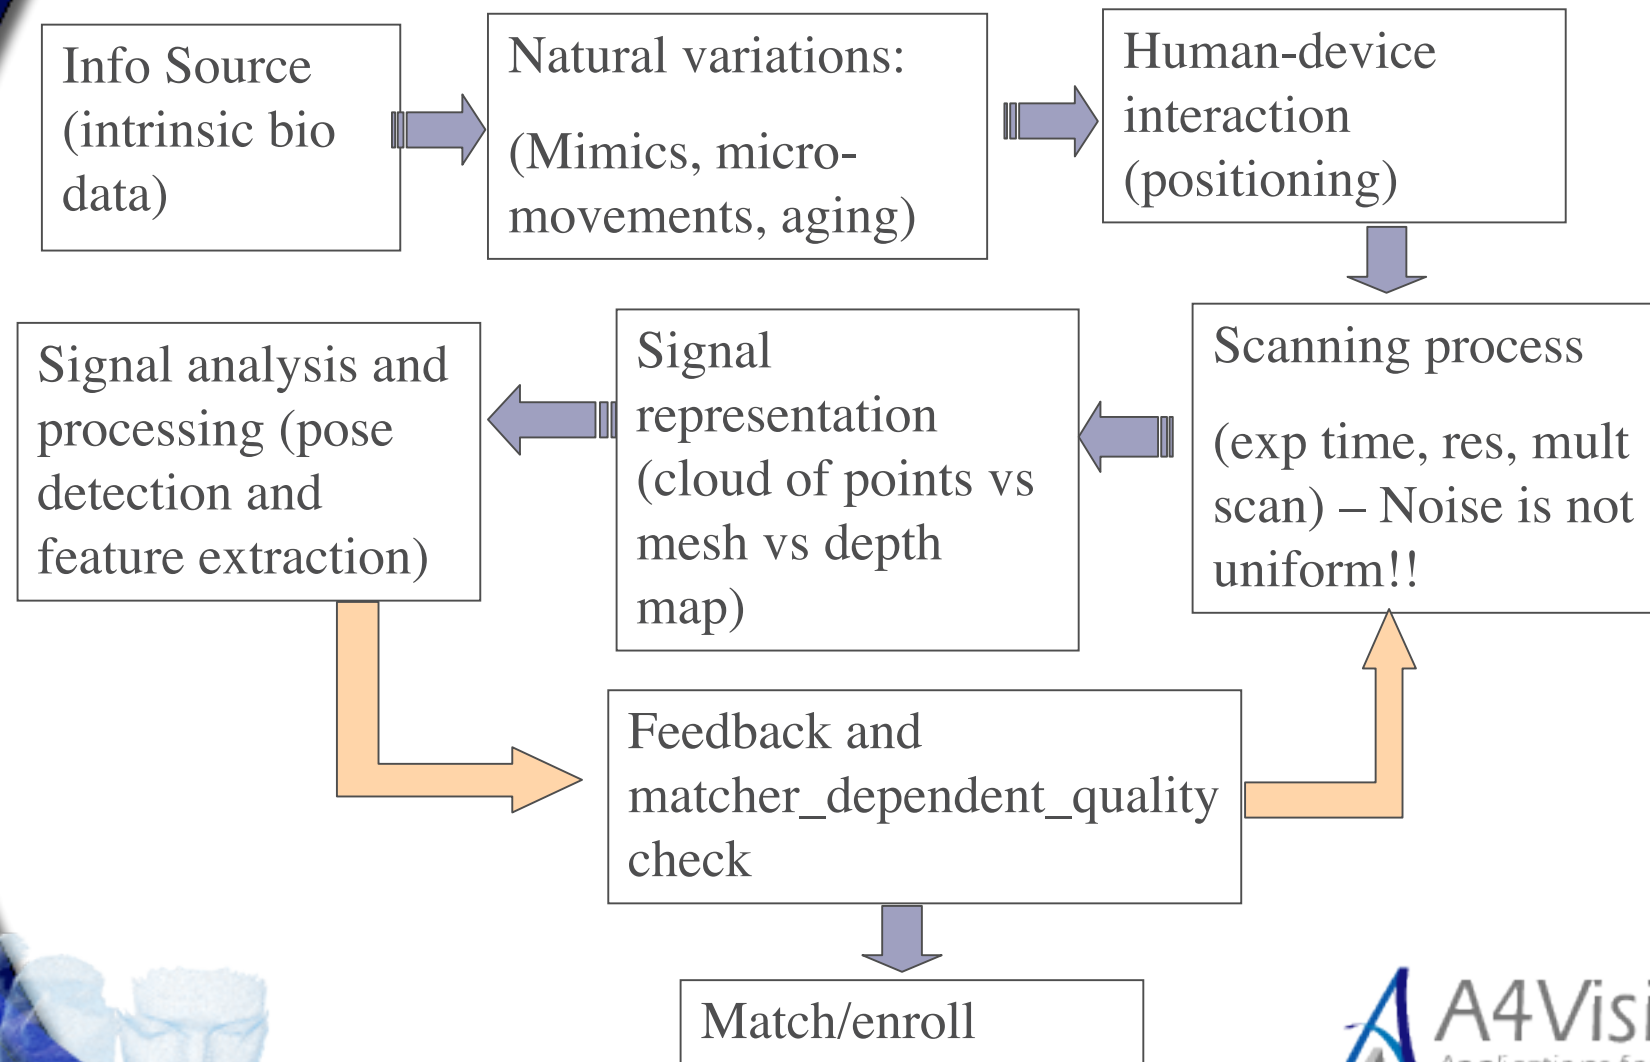 Info Source
(intrinsic bio
data)
Natural variations:
(Mimics, micro-
movements, aging)
Human-device
interaction
(positioning)
Signal analysis and
processing (pose
detection and
feature extraction)
Signal
representation
(cloud of points vs
mesh vs depth
map)
Scanning process
(exp time, res, mult
scan) – Noise is not
uniform!!
Feedback and
matcher_dependent_quality
check
Match/enroll
A4Visi